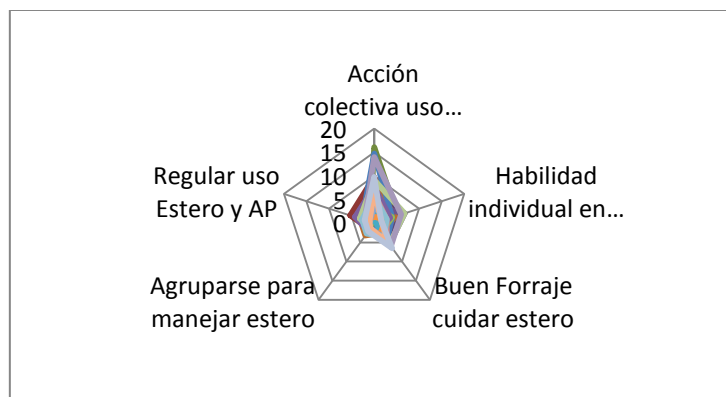 Acción
colectiva uso…
20
15
10
5
0
Habilidad
individual en…
Buen Forraje
cuidar estero
Agruparse para
manejar estero
Regular uso
Estero y AP